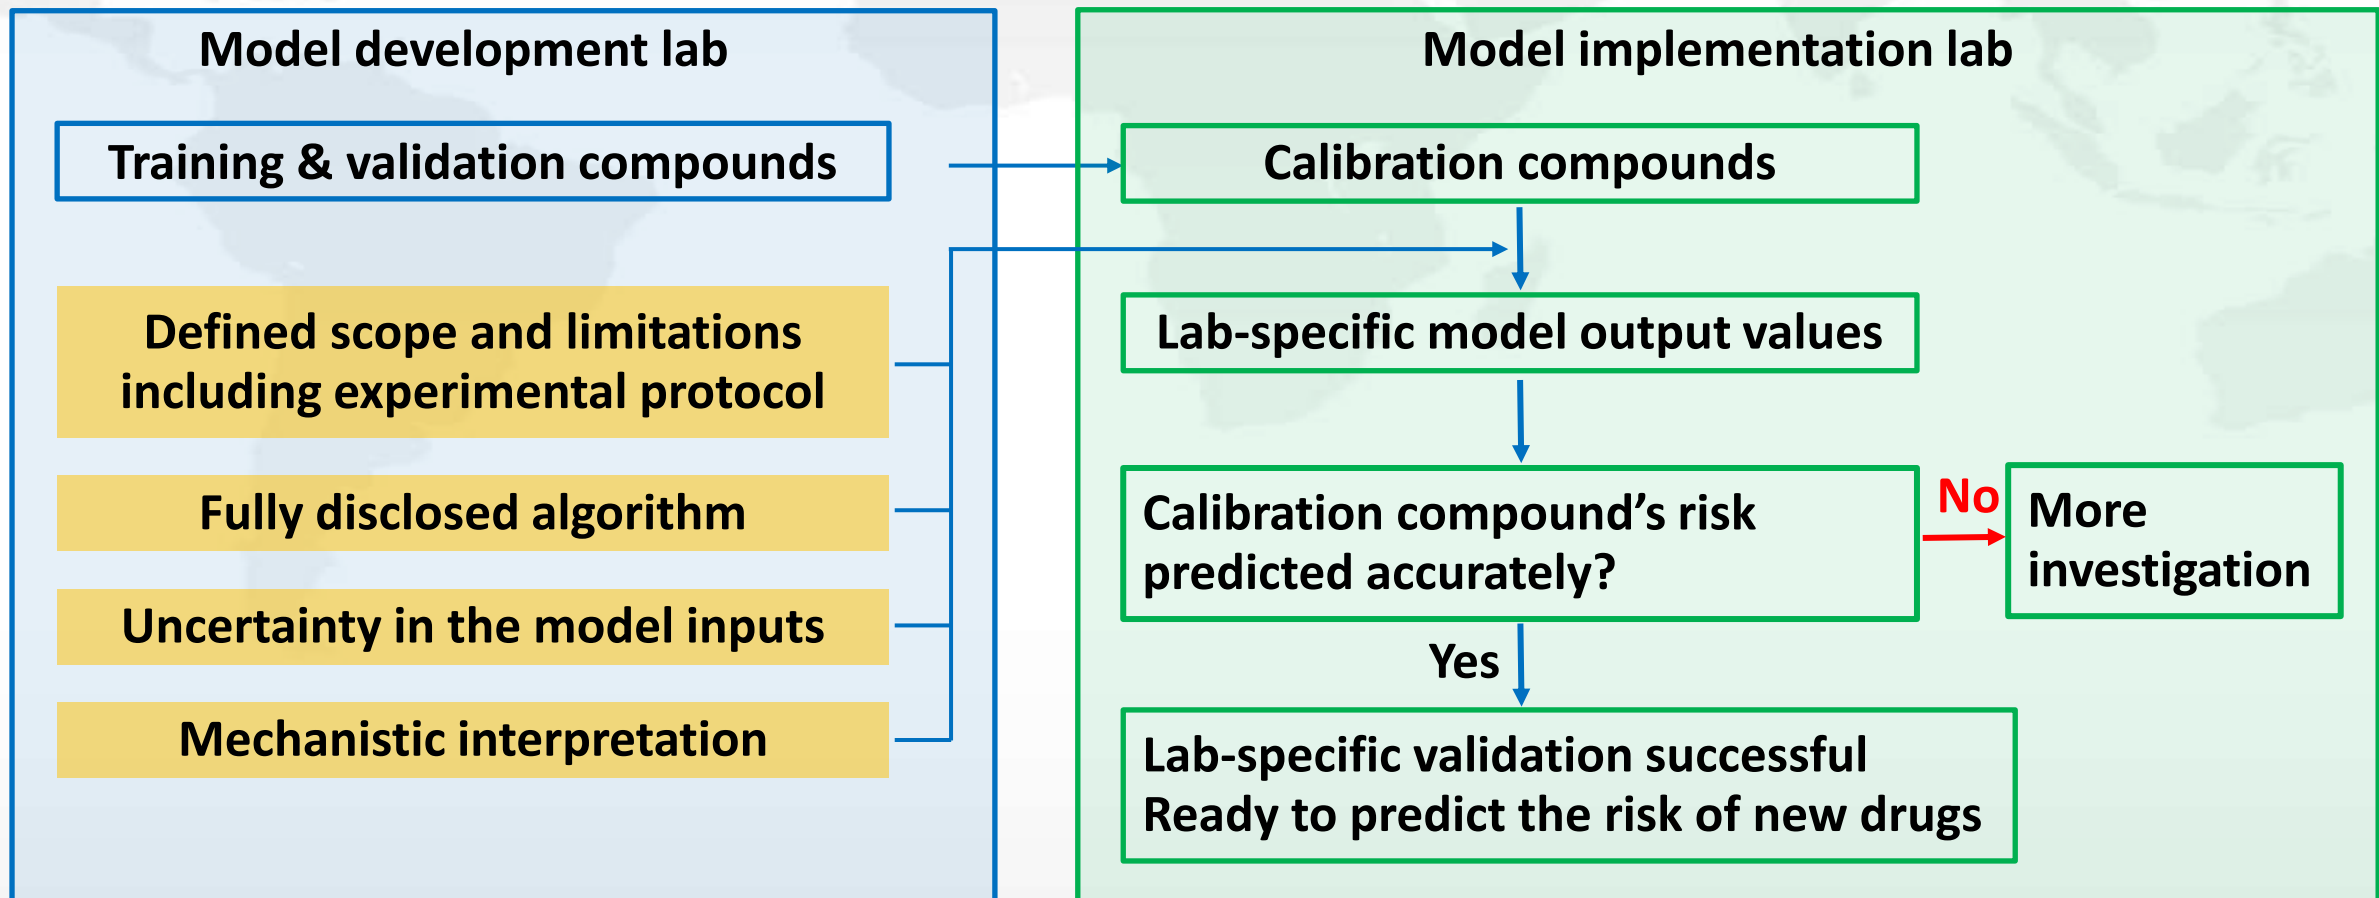 Model development lab
Training & validation compounds
Defined scope and limitations
including experimental protocol
Fully disclosed algorithm
Uncertainty in the model inputs
Mechanistic interpretation
Model implementation lab
Calibration compounds
Lab-specific model output values
Calibration compound’s risk
predicted accurately?
No
More
investigation
Yes
Lab-specific validation successful
Ready to predict the risk of new drugs